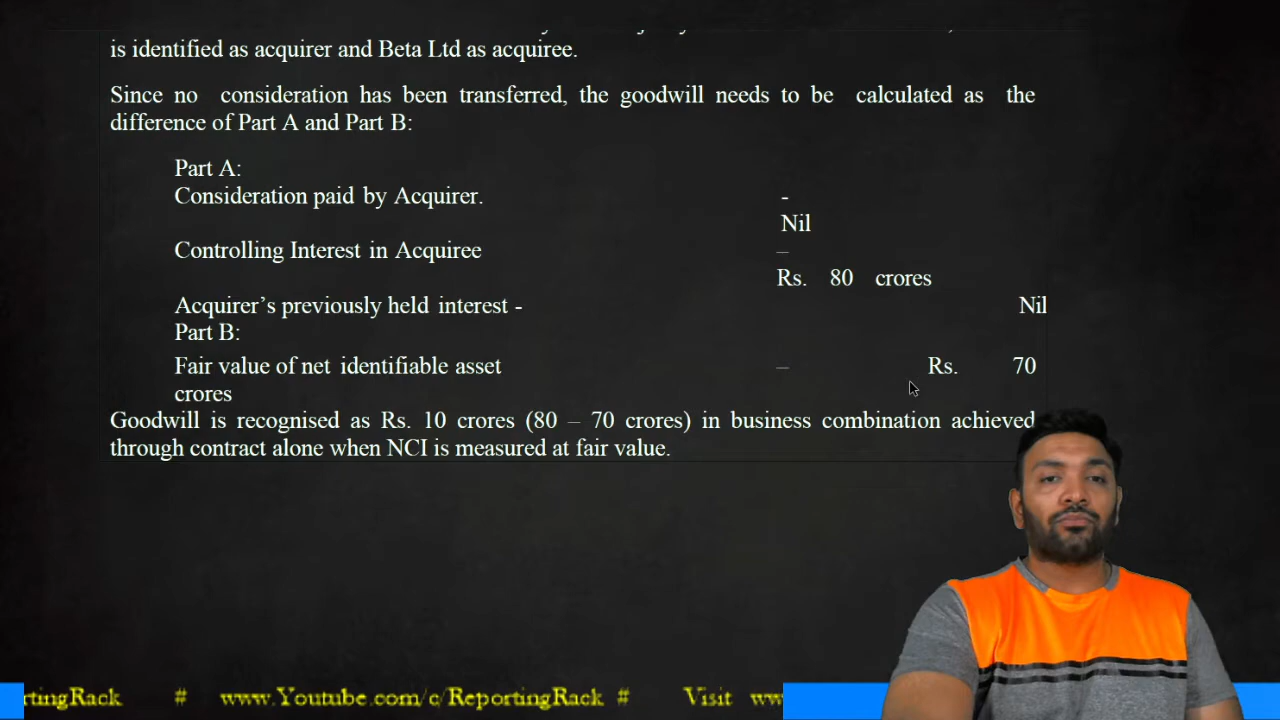 is identified as acquirer and Beta Ltd as acquiree.
Since no consideration has been transferred, the goodwill needs to be calculated as the
difference of Part A and Part B:
Part A:
Consideration paid by Acquirer. -
Nil
Controlling Interest in Acquiree –
Rs. 80 crores
Acquirer’s previously held interest - Nil
Part B:
Fair value of net identifiable asset – Rs. 70
crores
Goodwill is recognised as Rs. 10 crores (80 – 70 crores) in business combination achieved
through contract alone when NCI is measured at fair value.
rtingRack # www.Youtube.com/c/ReportingRack # Visit ww